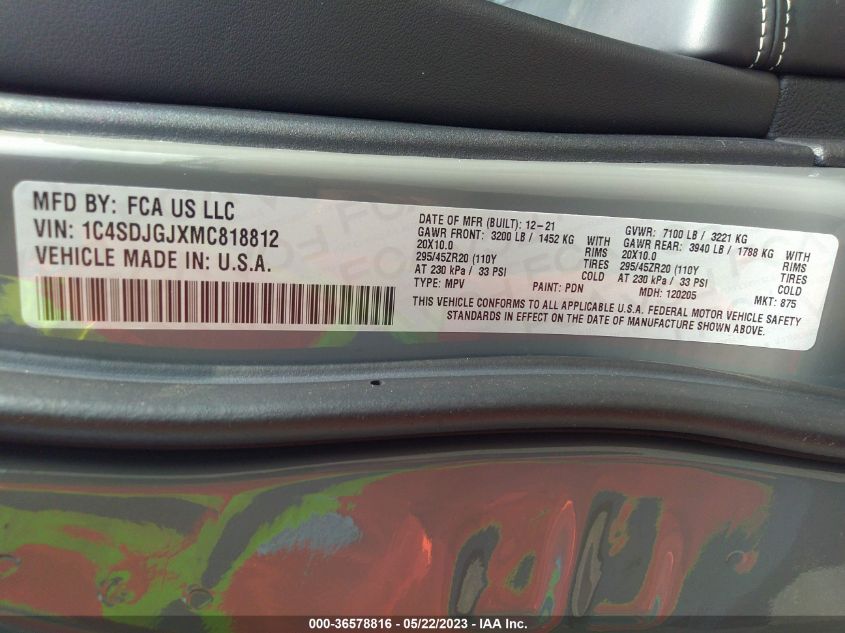 MFD BY: FCA US LLC
VIN: 1C4SDJGJXMC818812
VEHICLE MADE IN: U.S.A.
DATE OF MFR (BUILT): 12-21 GVWR: 7100 LB / 3221 KG
GAWR FRONT: 3200 LB / 1452 KG WITH GAWR REAR: 3940 LB / 1788 KG WITH
20X10.0 RIMS 20X10.0 RIMS
295/45ZR20 (110Y TIRES 295/45ZR20 (110Y TIRES
AT 230 kPa / 33 PSI COLD AT 230 kPa / 33 PSI COLD
TYPE: MPV PAINT: PDN MDH: 120205 MKT: 875
THIS VEHICLE CONFORMS TO ALL APPLICABLE U.S.A. FEDERAL MOTOR VEHICLE SAFETY
STANDARDS IN EFFECT ON THE DATE OF MANUFACTURE SHOWN ABOVE.
000-36578816 - 05/22/2023 - IAA Inc.